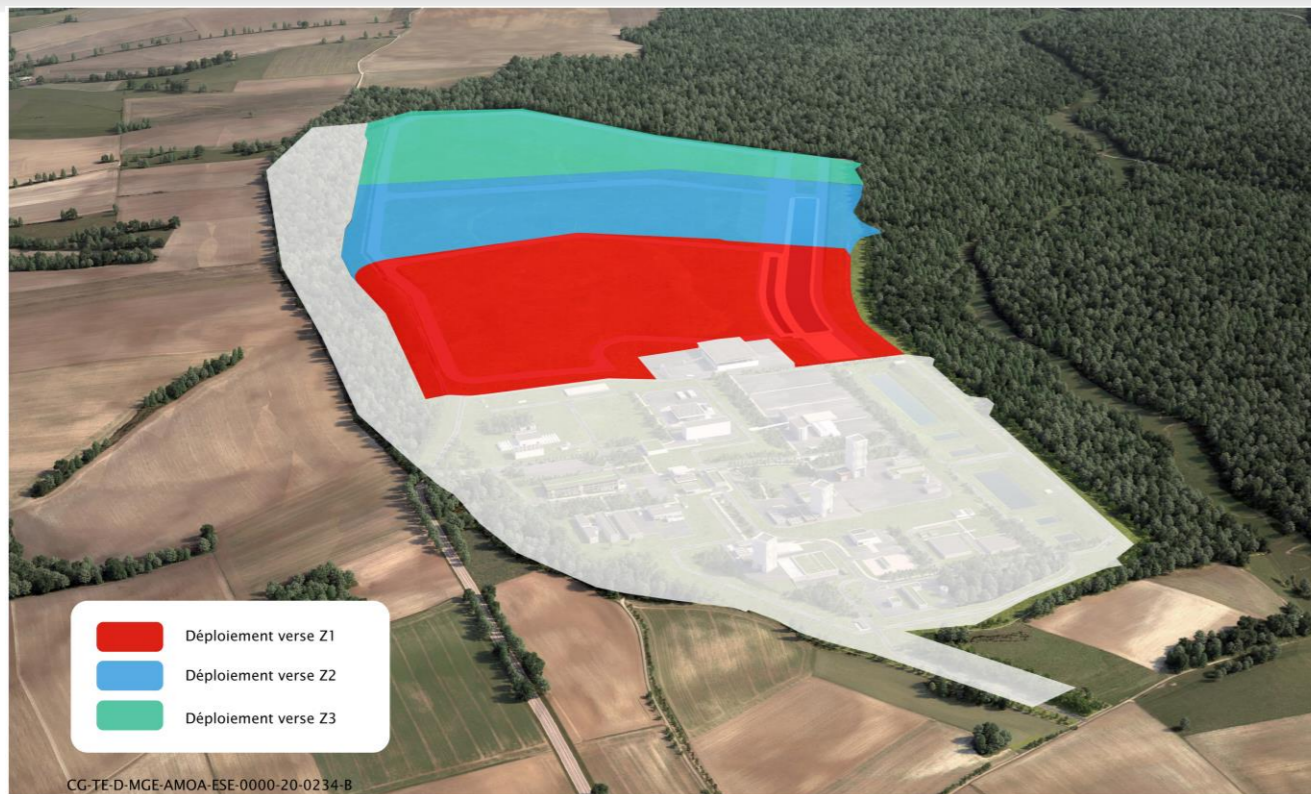 Déploiement verse Z1
Déploiement verse Z2
Déploiement verse Z3
CG-TE-D-MGE-AMOA-ESE-0000-20-0234-B